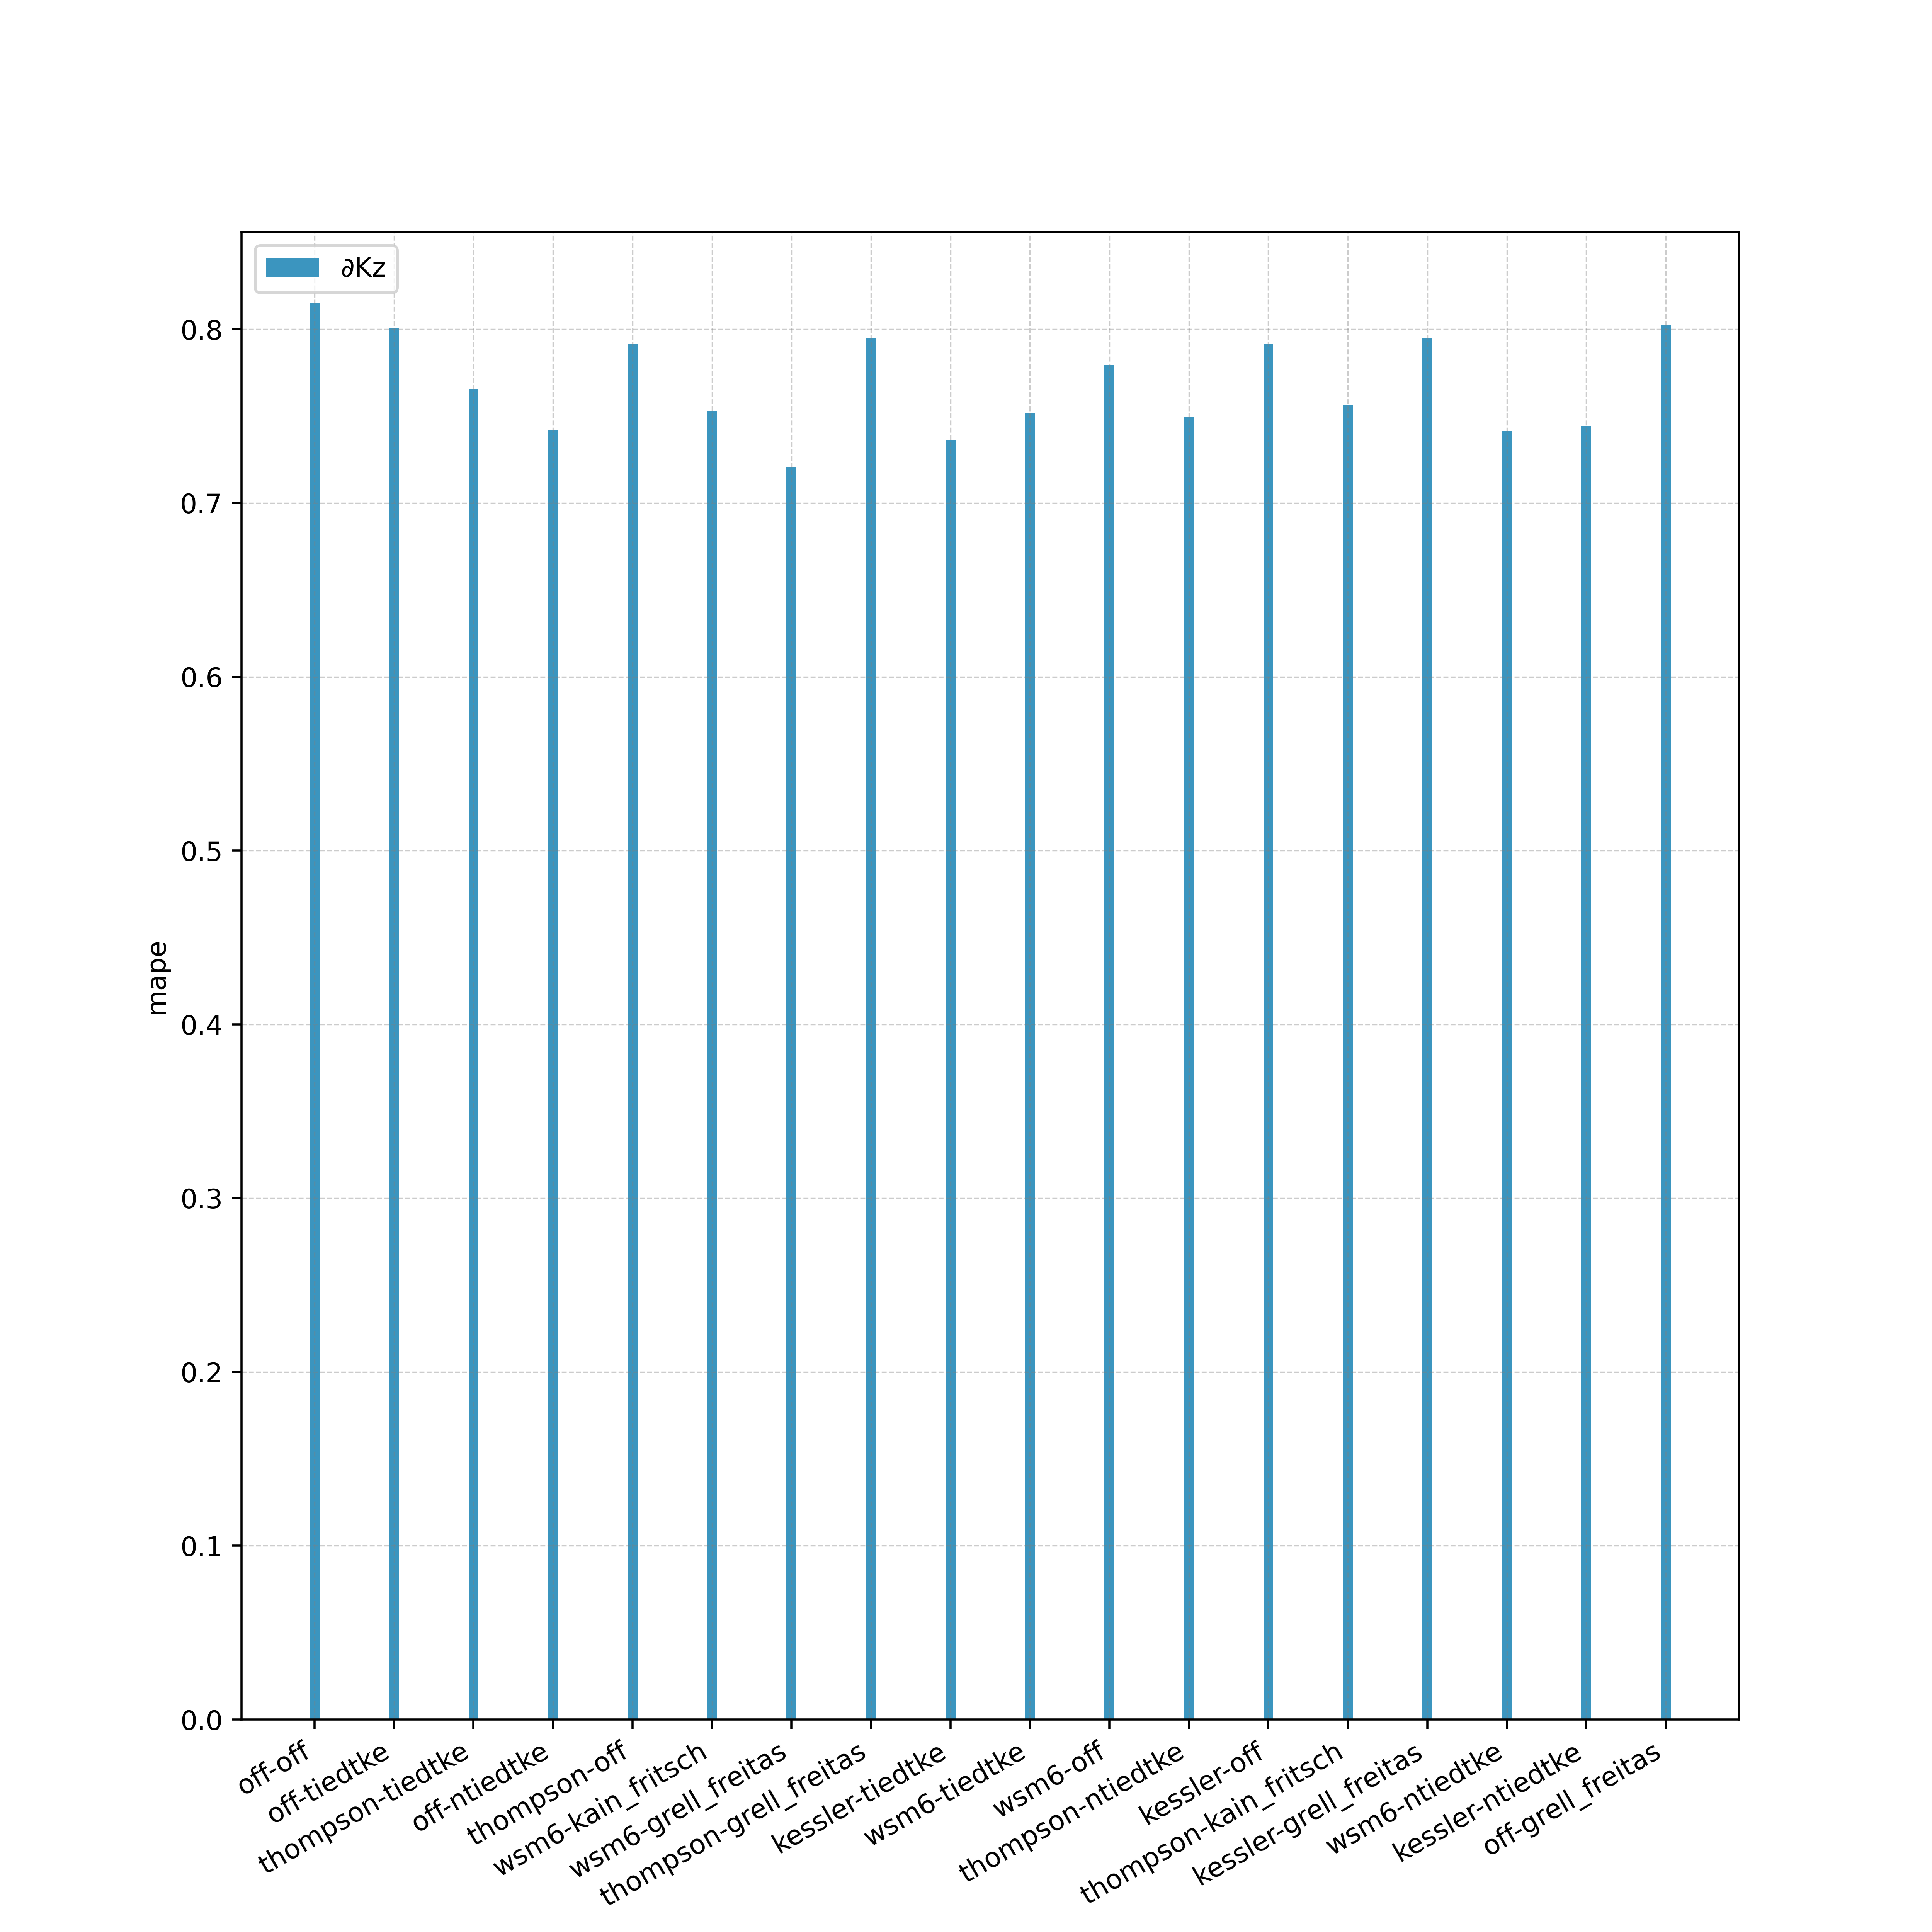 ∂Kz
0.8
0.7
0.6
0.5
0.4
0.3
0.2
0.1
0.0
mape
off-off
off-tiedtke
thompson-tiedtke
off-ntiedtke
thompson-off
wsm6-kain_fritsch
wsm6-grell_freitas
thompson-grell_freitas
kessler-tiedtke
wsm6-tiedtke
wsm6-off
thompson-ntiedtke
kessler-off
thompson-kain_fritsch
kessler-grell_freitas
wsm6-ntiedtke
kessler-ntiedtke
off-grell_freitas